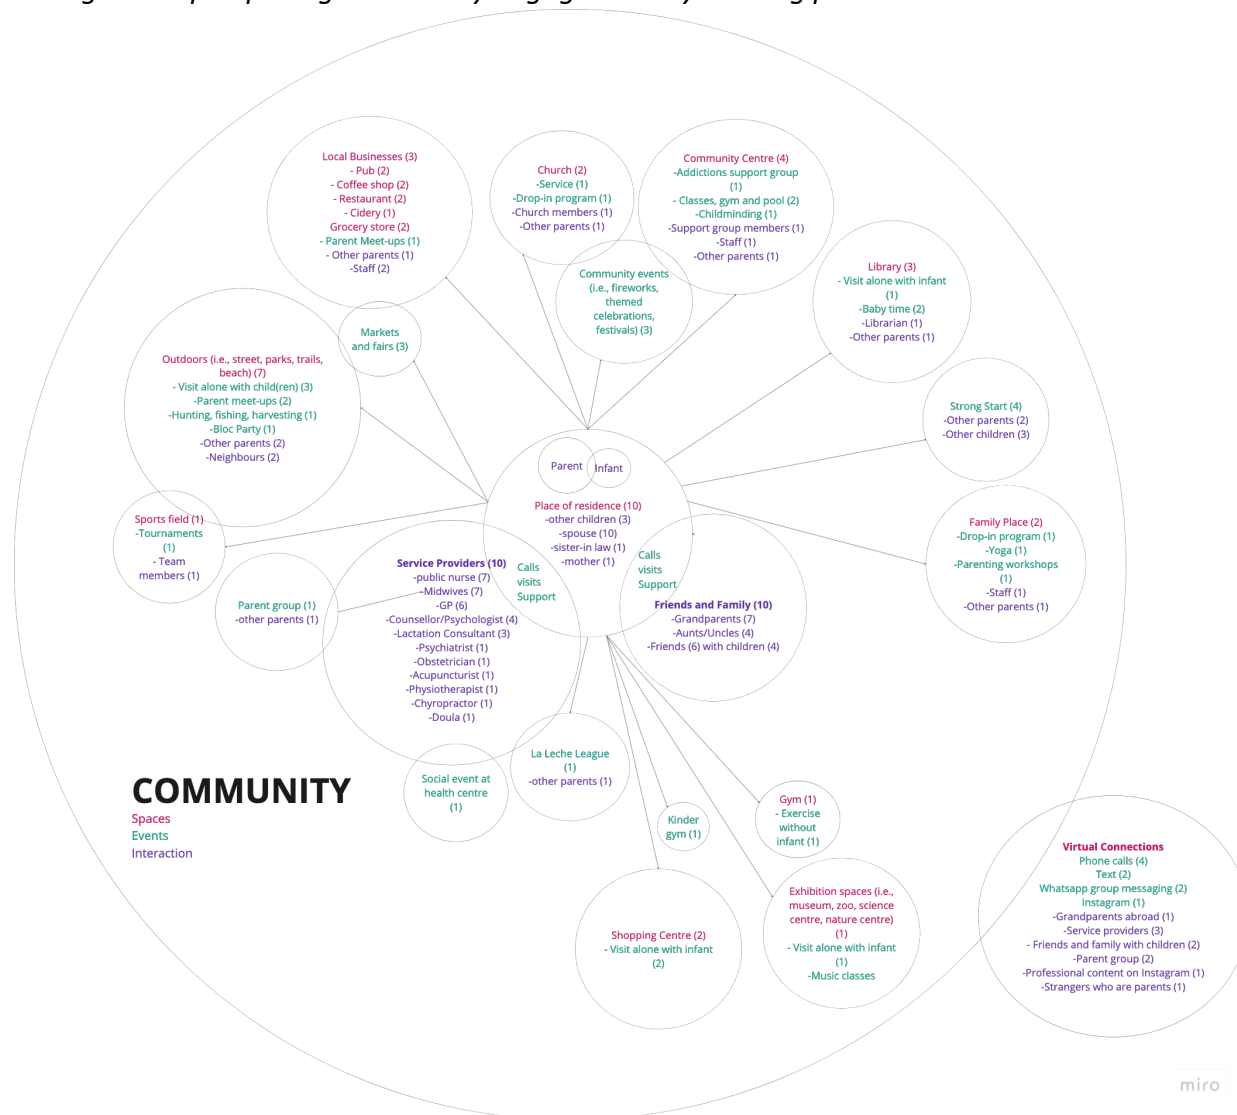 Local Businesses (3)
- Pub (2)
- Coffee shop (2)
- Restaurant (2)
- Cidery (1)
Grocery store (2)
- Parent Meet-ups (1)
- Other parents (1)
-Staff (2)
Church (2)
-Service (1)
-Drop-in program (1)
-Church members (1)
-Other parents (1)
Community Centre (4)
-Addictions support group
(1)
- Classes, gym and pool (2)
-Childminding (1)
-Support group members (1)
-Staff (1)
-Other parents (1)
Community events
(i.e., fireworks,
themed
celebrations,
festivals) (3)
Library (3)
- Visit alone with infant
(1)
-Baby time (2)
-Librarian (1)
-Other parents (1)
Markets
and fairs (3)
Outdoors (i.e., street, parks, trails,
beach) (7)
- Visit alone with child(ren) (3)
-Parent meet-ups (2)
-Hunting, fishing, harvesting (1)
-Bloc Party (1)
-Other parents (2)
-Neighbours (2)
Strong Start (4)
-Other parents (2)
-Other children (3)
Parent
Infant
Place of residence (10)
-other children (3)
-spouse (10)
-sister-in law (1)
-mother (1)
Sports field (1)
-Tournaments
(1)
- Team
members (1)
Family Place (2)
-Drop-in program (1)
-Yoga (1)
-Parenting workshops
(1)
-Staff (1)
-Other parents (1)
Calls
visits
Support
Calls
visits
Support
Service Providers (10)
-public nurse (7)
-Midwives (7)
-GP (6)
-Counsellor/Psychologist (4)
-Lactation Consultant (3)
-Psychiatrist (1)
-Obstetrician (1)
-Acupuncturist (1)
-Physiotherapist (1)
-Chyropractor (1)
-Doula (1)
Parent group (1)
-other parents (1)
Friends and Family (10)
-Grandparents (7)
-Aunts/Uncles (4)
-Friends (6) with children (4)
La Leche League
(1)
-other parents (1)
Social event at
health centre
(1)
COMMUNITY
Spaces
Events
Interaction
Kinder
gym (1)
Gym (1)
- Exercise
without
infant (1)
Shopping Centre (2)
- Visit alone with infant
(2)
Exhibition spaces (i.e.,
museum, zoo, science
centre, nature centre)
(1)
- Visit alone with infant
(1)
-Music classes
Virtual Connections
Phone calls (4)
Text (2)
Whatsapp group messaging (2)
Instagram (1)
-Grandparents abroad (1)
-Service providers (3)
- Friends and family with children (2)
-Parent group (2)
-Professional content on Instagram (1)
-Strangers who are parents (1)
miro